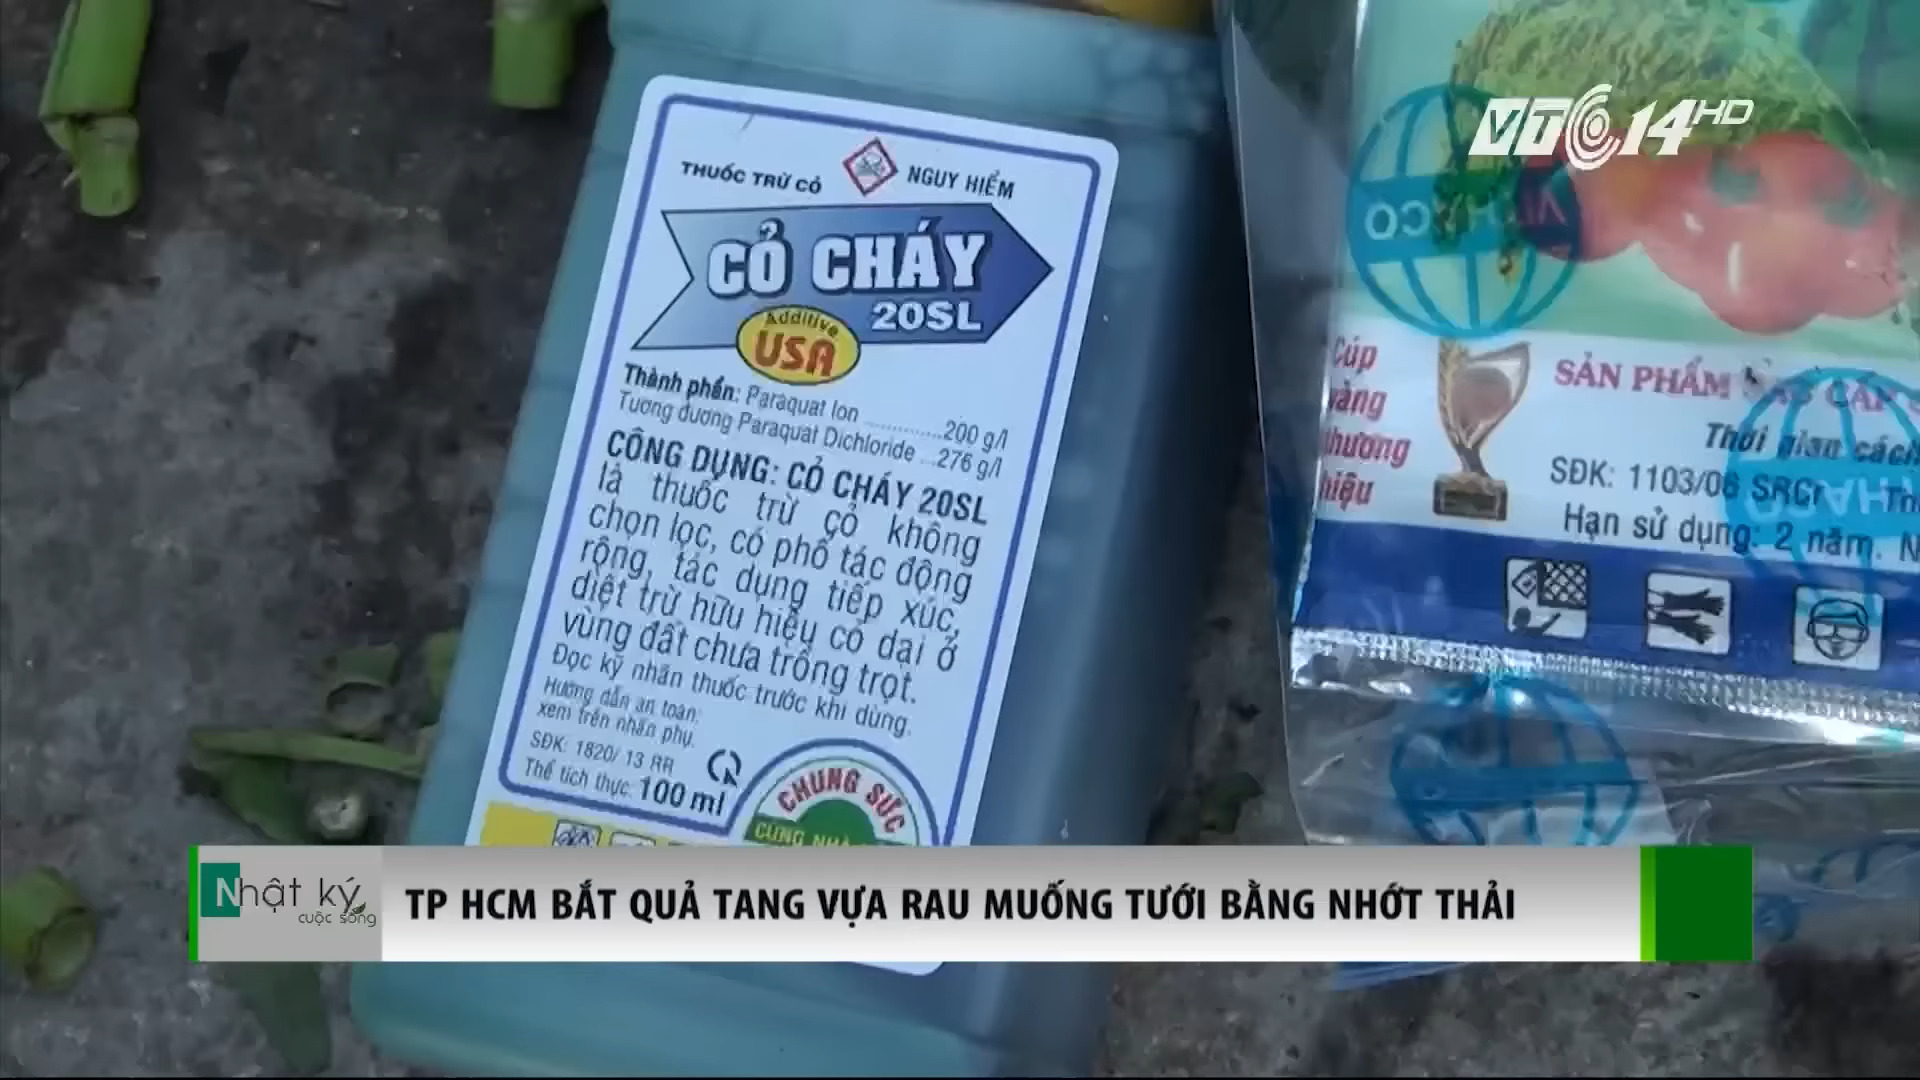 VTC 14 HD
THUỐC TRỪ CỎ
NGUY HIỂM
CỎ CHÁY
20SL
Additive
USA
Thành phần: Paraquat Ion ............200 g/l
Tương đương Paraquat Dichloride ...276 g/l
CÔNG DỤNG: CỎ CHÁY 20SL
là thuốc trừ cỏ không
chọn lọc, có phổ tác động
rộng, tác dụng tiếp xúc,
diệt trừ hữu hiệu cỏ dại ở
vùng đất chưa trồng trọt.
Đọc kỹ nhãn thuốc trước khi dùng.
Hướng dẫn an toàn:
xem trên nhãn phụ.
SĐK: 1820/ 13 RR
Thể tích thực: 100 ml
CHUNG SỨC
CÙNG NHÀ
Cúp
vàng
thương
hiệu
SẢN PHẨM
Thời gian cách
SĐK: 1103/06 SRCr
Hạn sử dụng: 2 năm.
Nhật ký
cuộc sống
TP HCM BẮT QUẢ TANG VỰA RAU MUỐNG TƯỚI BẰNG NHỚT THẢI